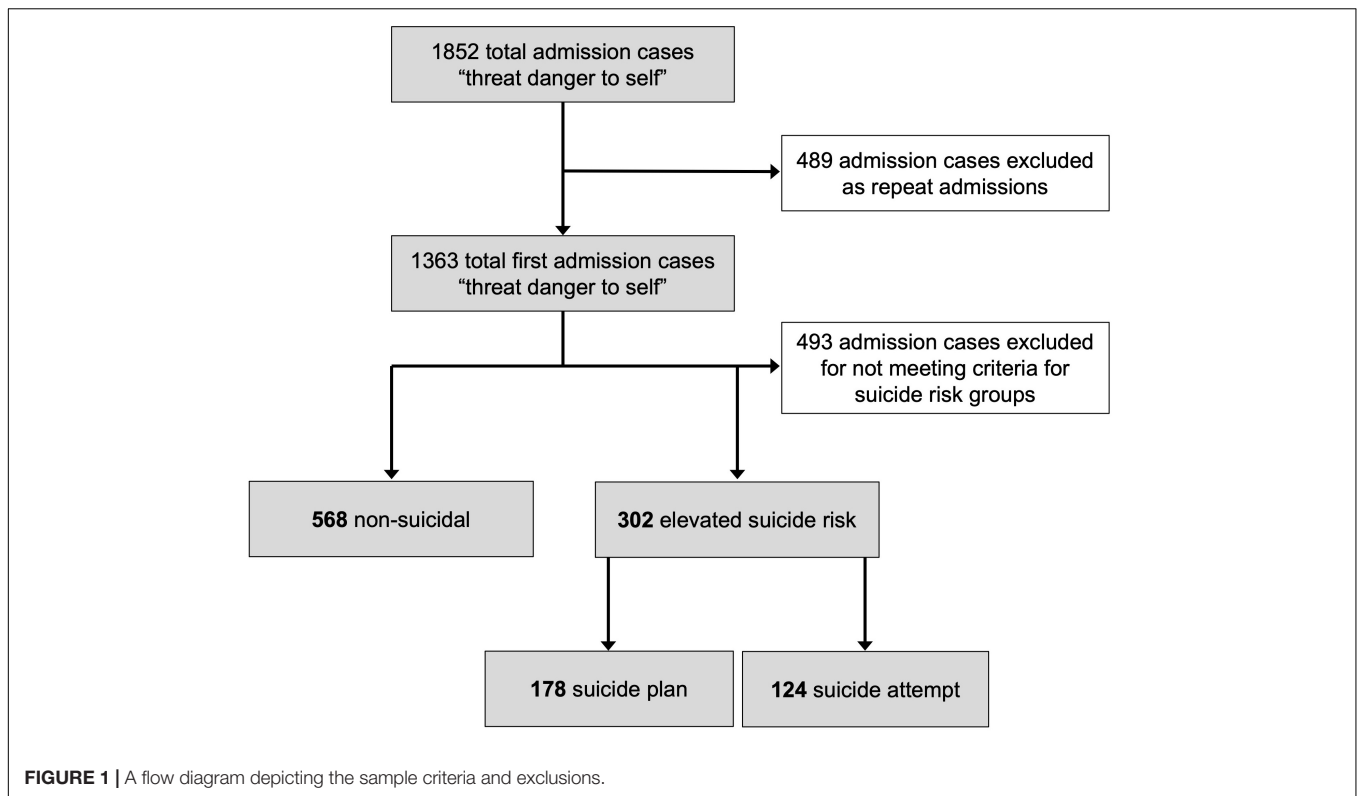 1852 total admission cases
“threat danger to self”
489 admission cases excluded
as repeat admissions
1363 total first admission cases
“threat danger to self”
493 admission cases excluded
for not meeting criteria for
suicide risk groups
568 non-suicidal
302 elevated suicide risk
178 suicide plan
124 suicide attempt
FIGURE 1 | A flow diagram depicting the sample criteria and exclusions.